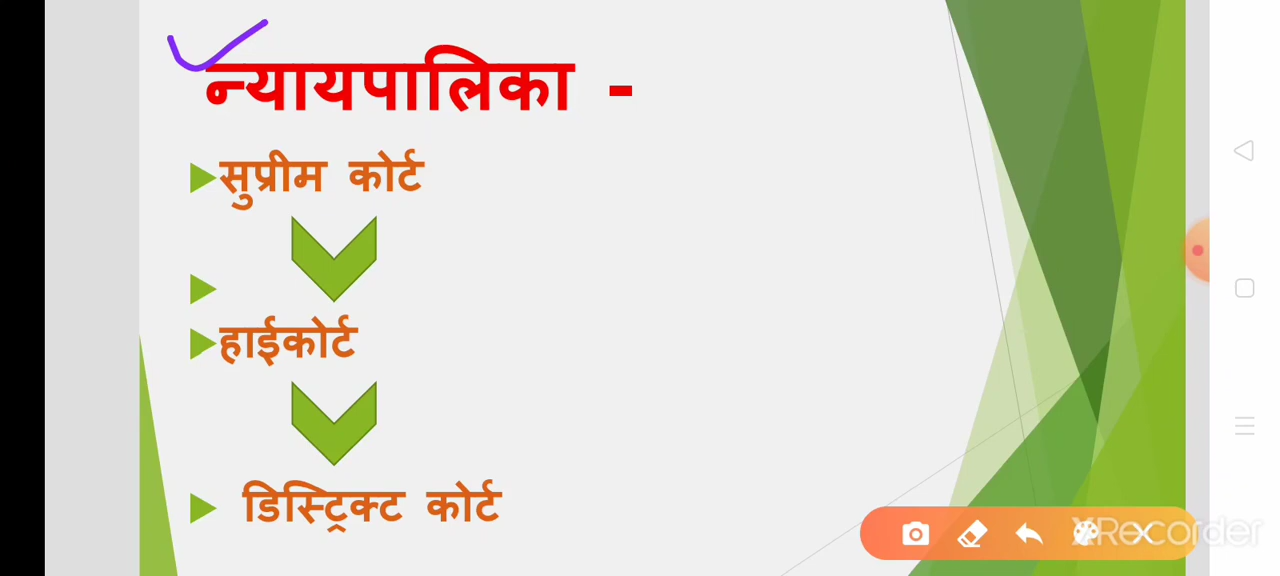 न्यायपालिका -
सुप्रीम कोर्ट
हाईकोर्ट
डिस्ट्रिक्ट कोर्ट
XRecorder